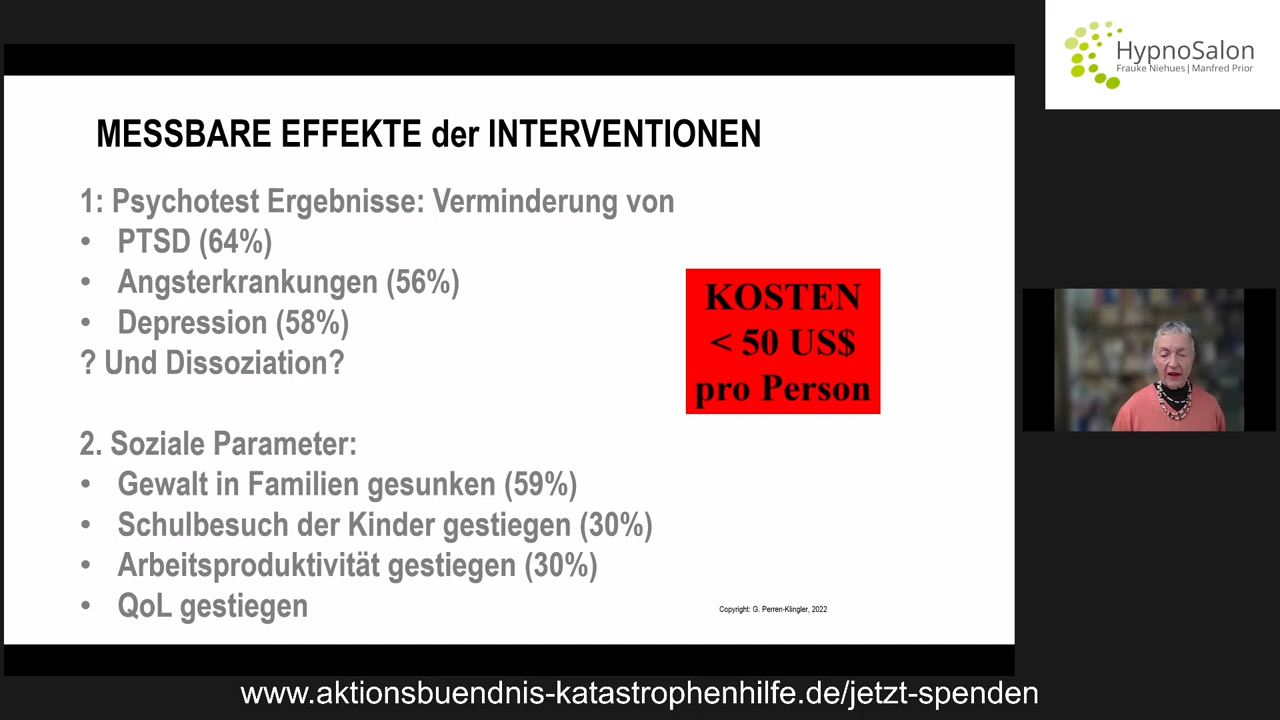 HypnoSalon
Frauke Niehues | Manfred Prior
MESSBARE EFFEKTE der INTERVENTIONEN
1: Psychotest Ergebnisse: Verminderung von
• PTSD (64%)
• Angsterkrankungen (56%)
• Depression (58%)
? Und Dissoziation?
KOSTEN
< 50 US$
pro Person
2. Soziale Parameter:
• Gewalt in Familien gesunken (59%)
• Schulbesuch der Kinder gestiegen (30%)
• Arbeitsproduktivität gestiegen (30%)
• QoL gestiegen
Copyright: G. Perren-Klingler, 2022
www.aktionsbuendnis-katastrophenhilfe.de/jetzt-spenden